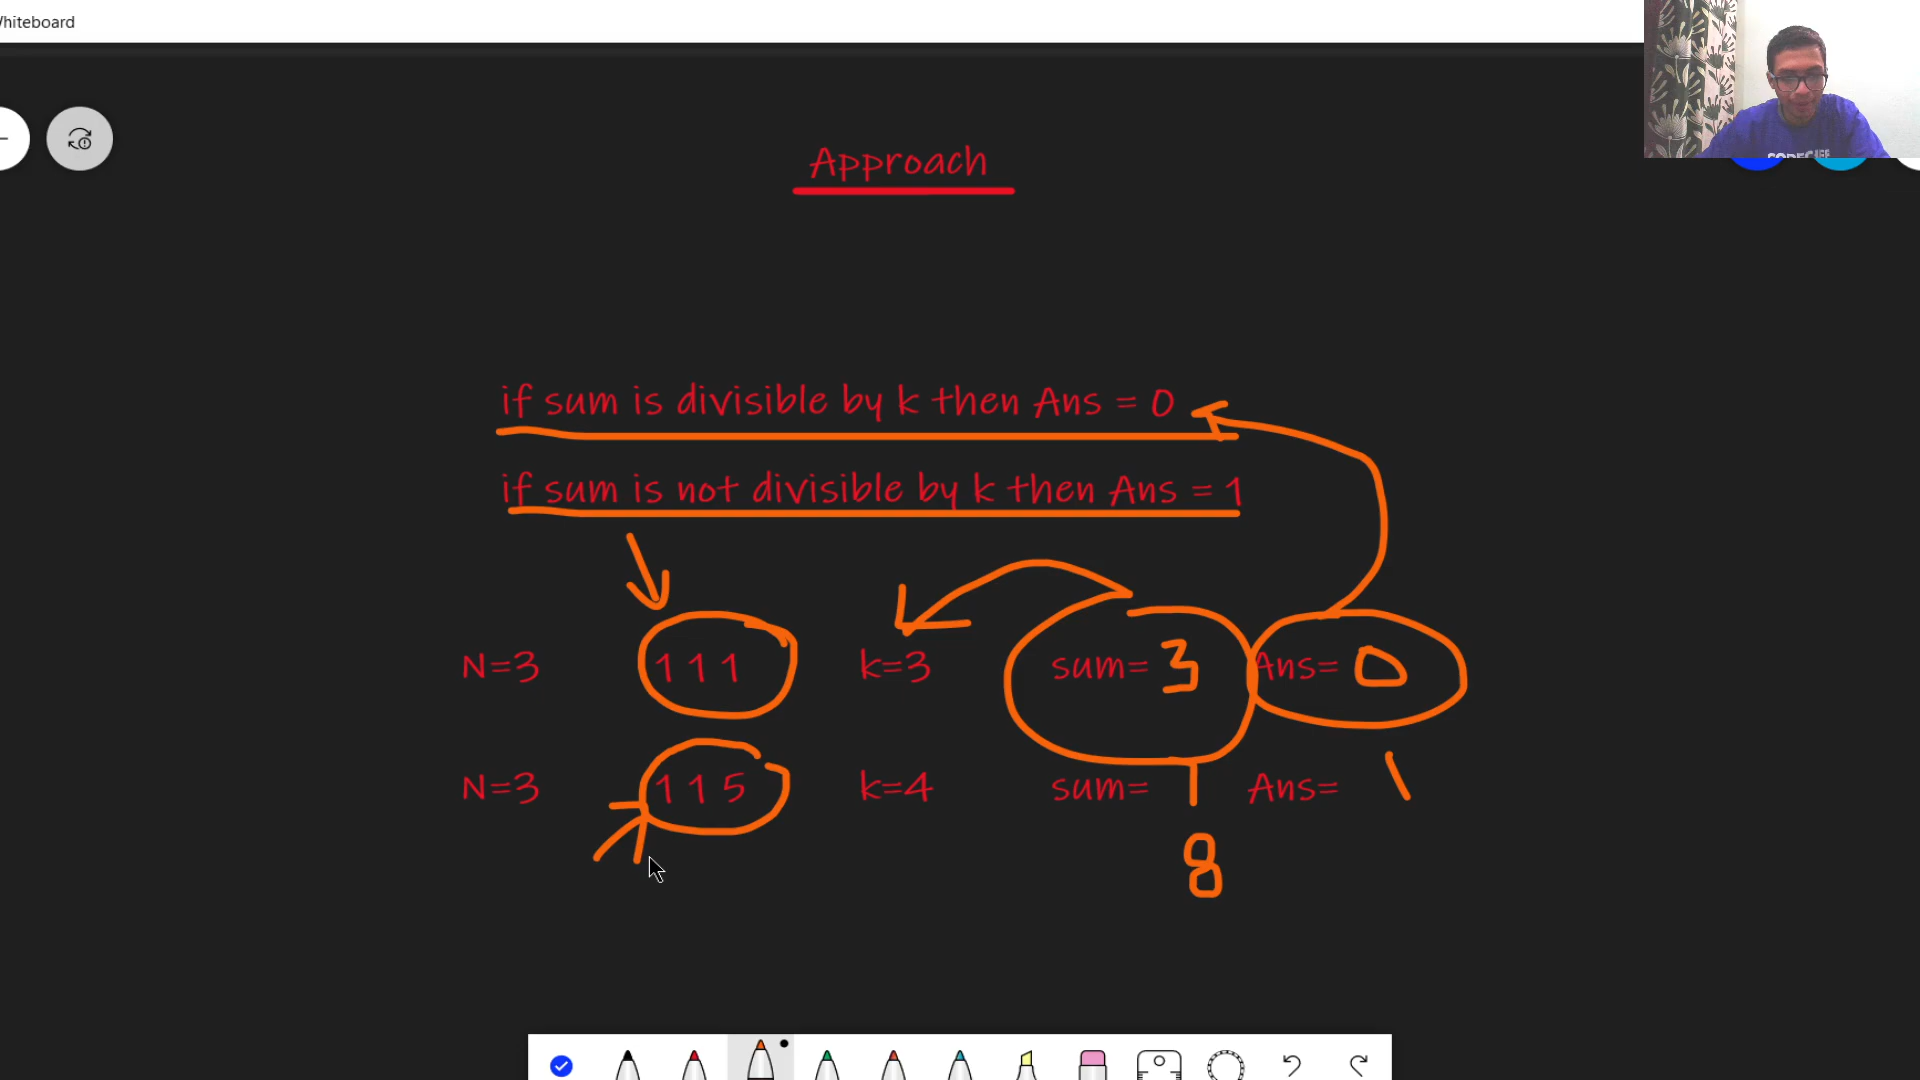 Whiteboard
Approach
if sum is divisible by k then Ans = 0
if sum is not divisible by k then Ans = 1
N=3 1 1 1 k=3 sum= 3 Ans= 0
N=3 1 1 5 k=4 sum= Ans=
8